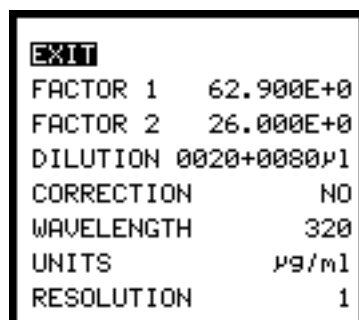 EXIT
FACTOR 1 62.900E+0
FACTOR 2 26.000E+0
DILUTION 0020+0080µl
CORRECTION NO
WAVELENGTH 320
UNITS µg/ml
RESOLUTION 1